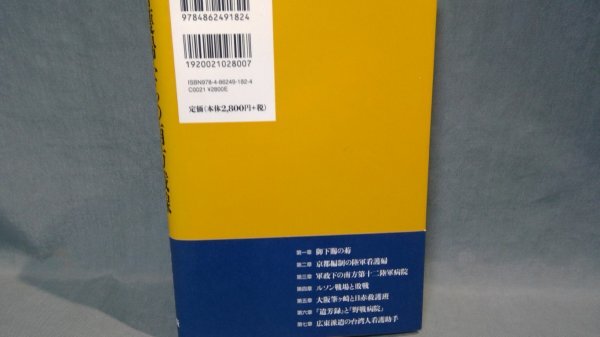 9784862491824
1920021028007
ISBN978-4-86249-182-4
C0021 ¥2800E
定価(本体2,800円+税)
第一章 御下賜の苺
第二章 京都編制の陸軍看護婦
第三章 軍政下の南方第十二陸軍病院
第四章 ルソン戦場と敗戦
第五章 大阪筆ヶ崎と日赤救護班
第六章 「遺芳録」と「野戦病院」
第七章 広東派遣の台湾人看護助手